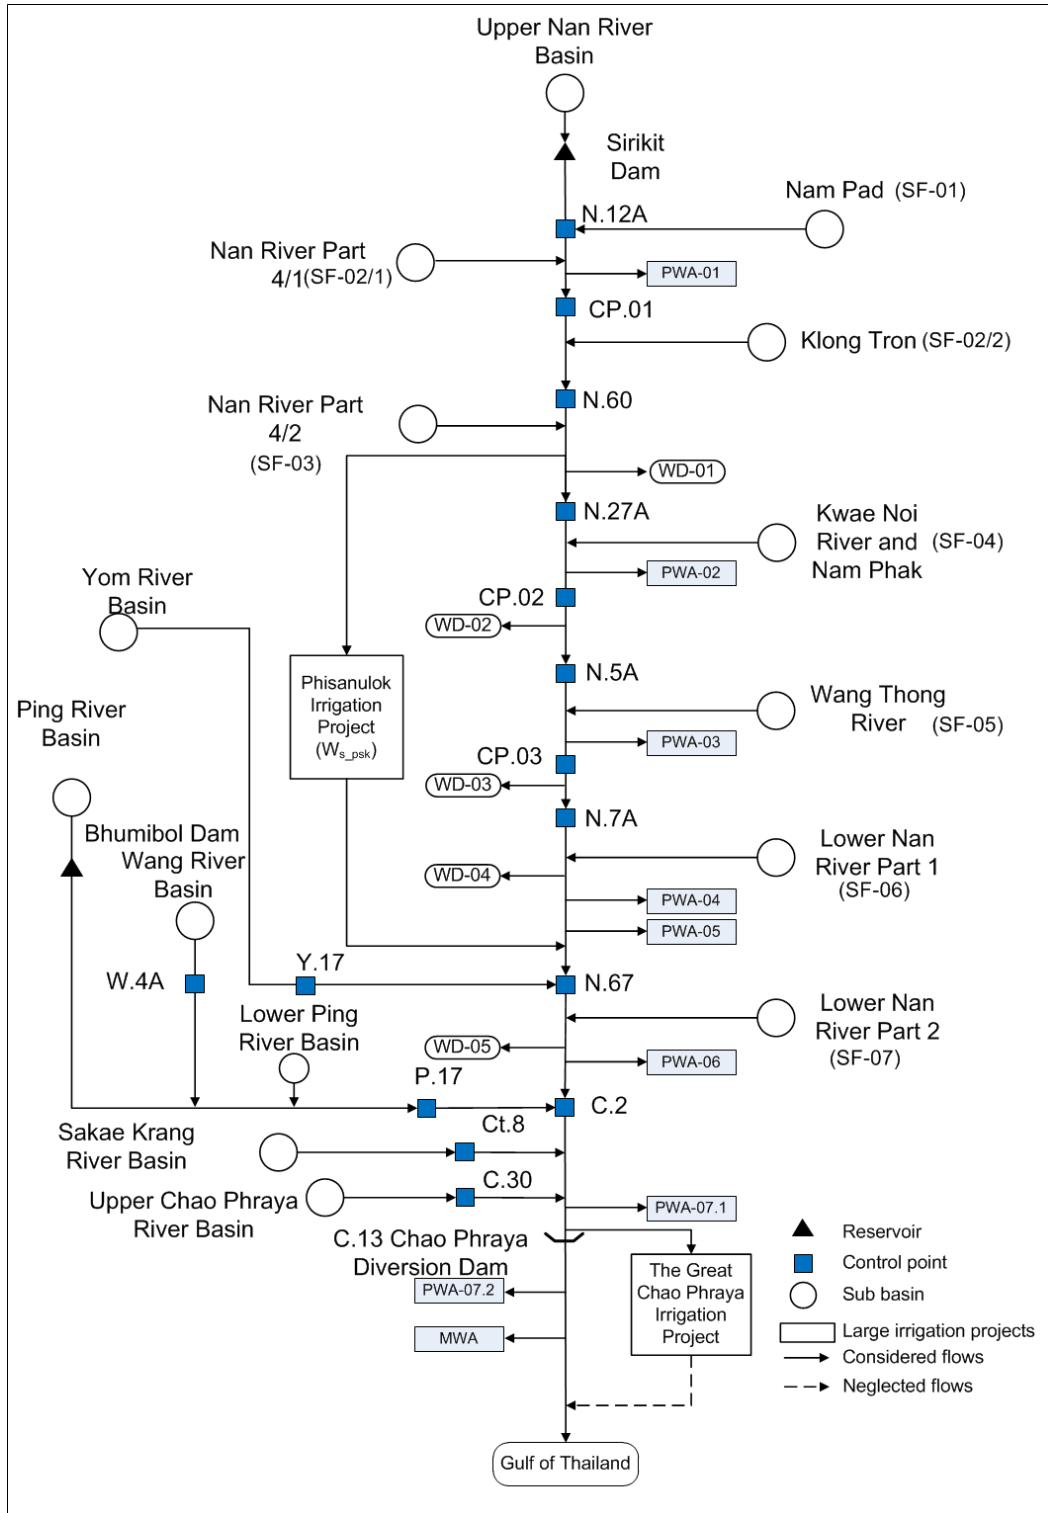 Upper Nan River
Basin
Sirikit
Dam
Nam Pad (SF-01)
N.12A
Nan River Part
4/1(SF-02/1)
PWA-01
CP.01
Klong Tron (SF-02/2)
N.60
Nan River Part
4/2
(SF-03)
WD-01
N.27A
Kwae Noi
River and (SF-04)
Nam Phak
PWA-02
Yom River
Basin
CP.02
WD-02
N.5A
Phisanulok
Irrigation
Project
(Ws_psk)
Wang Thong
River (SF-05)
Ping River
Basin
PWA-03
CP.03
WD-03
N.7A
Bhumibol Dam
Wang River
Basin
Lower Nan
River Part 1
(SF-06)
WD-04
PWA-04
PWA-05
Y.17
W.4A
N.67
Lower Ping
River Basin
Lower Nan
River Part 2
(SF-07)
WD-05
PWA-06
P.17
C.2
Ct.8
Sakae Krang
River Basin
C.30
Upper Chao Phraya
River Basin
PWA-07.1
C.13 Chao Phraya
Diversion Dam
The Great
Chao Phraya
Irrigation
Project
PWA-07.2
MWA
Reservoir
Control point
Sub basin
Large irrigation projects
Considered flows
Neglected flows
Gulf of Thailand